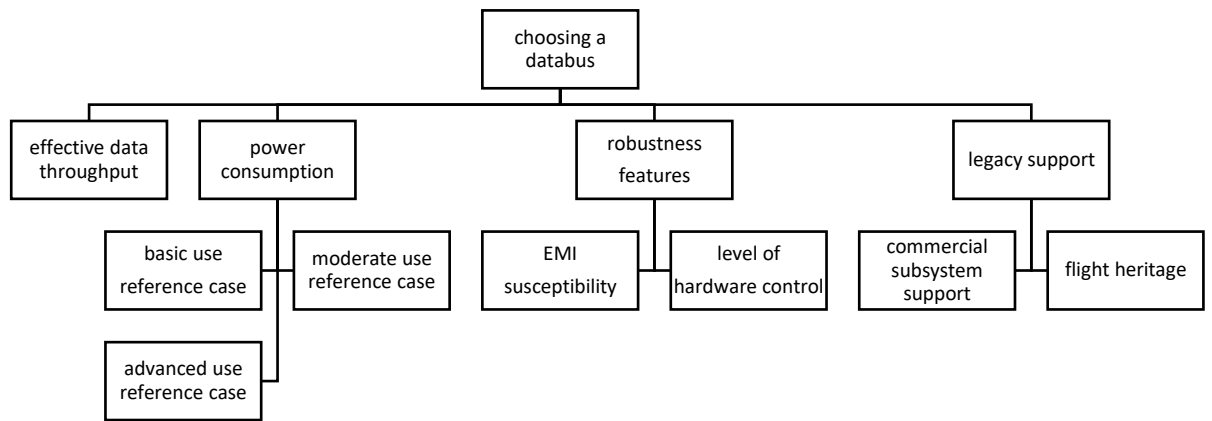 choosing a
databus
effective data
throughput
power
consumption
robustness
features
legacy support
basic use
reference case
moderate use
reference case
EMI
susceptibility
level of
hardware control
commercial
subsystem
support
flight heritage
advanced use
reference case